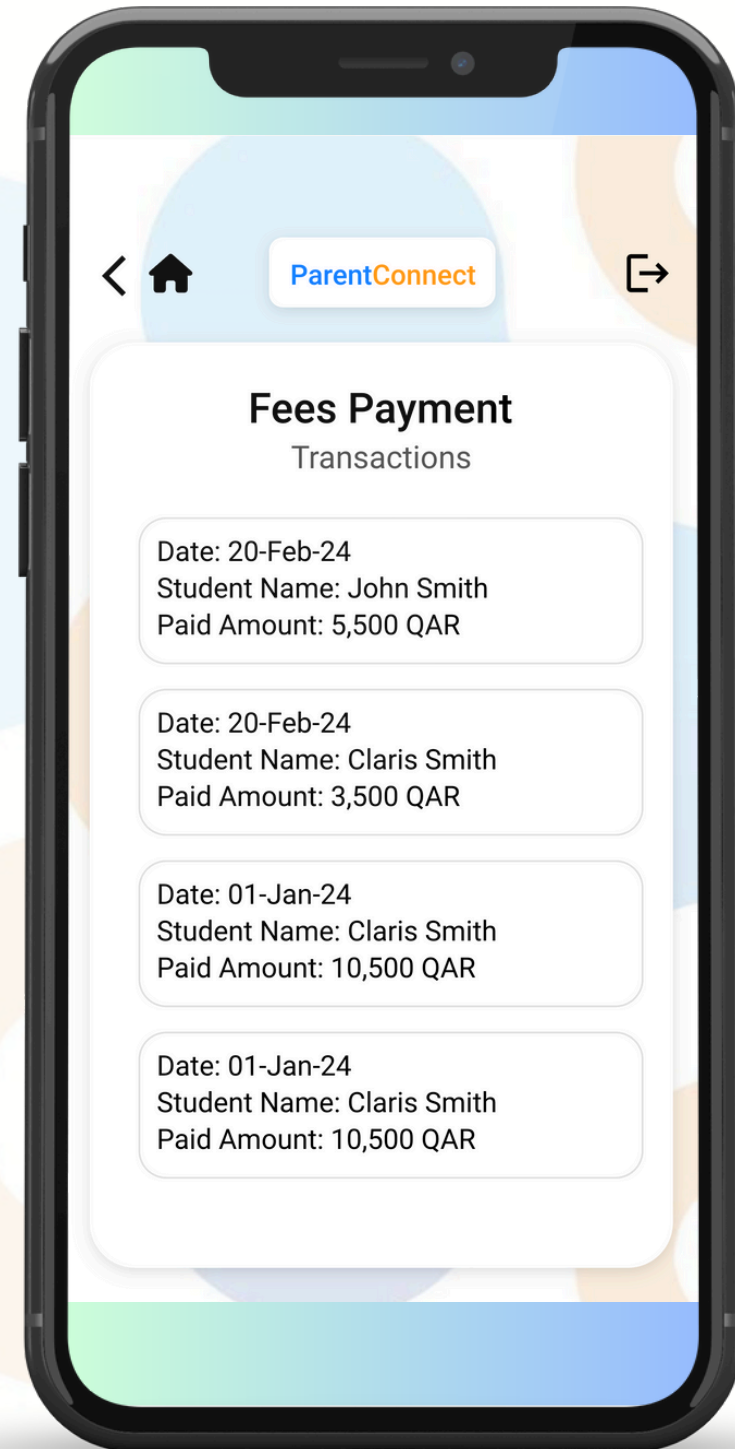 ParentConnect
Fees Payment
Transactions
Date: 20-Feb-24
Student Name: John Smith
Paid Amount: 5,500 QAR
Date: 20-Feb-24
Student Name: Claris Smith
Paid Amount: 3,500 QAR
Date: 01-Jan-24
Student Name: Claris Smith
Paid Amount: 10,500 QAR
Date: 01-Jan-24
Student Name: Claris Smith
Paid Amount: 10,500 QAR